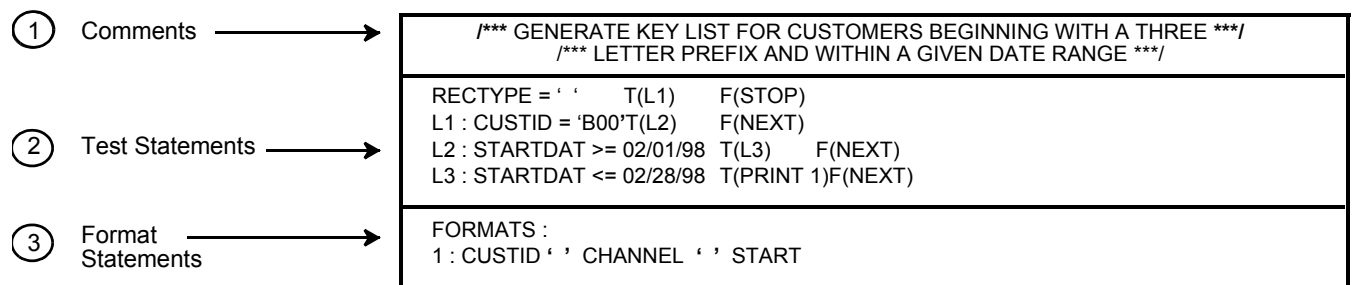 1 Comments
/*** GENERATE KEY LIST FOR CUSTOMERS BEGINNING WITH A THREE ***/
/*** LETTER PREFIX AND WITHIN A GIVEN DATE RANGE ***/
2 Test Statements
RECTYPE = ‘ ‘ T(L1) F(STOP)
L1 : CUSTID = ‘B00’T(L2) F(NEXT)
L2 : STARTDAT >= 02/01/98 T(L3) F(NEXT)
L3 : STARTDAT <= 02/28/98 T(PRINT 1)F(NEXT)
3 Format
Statements
FORMATS :
1 : CUSTID ‘ ’ CHANNEL ‘ ’ START